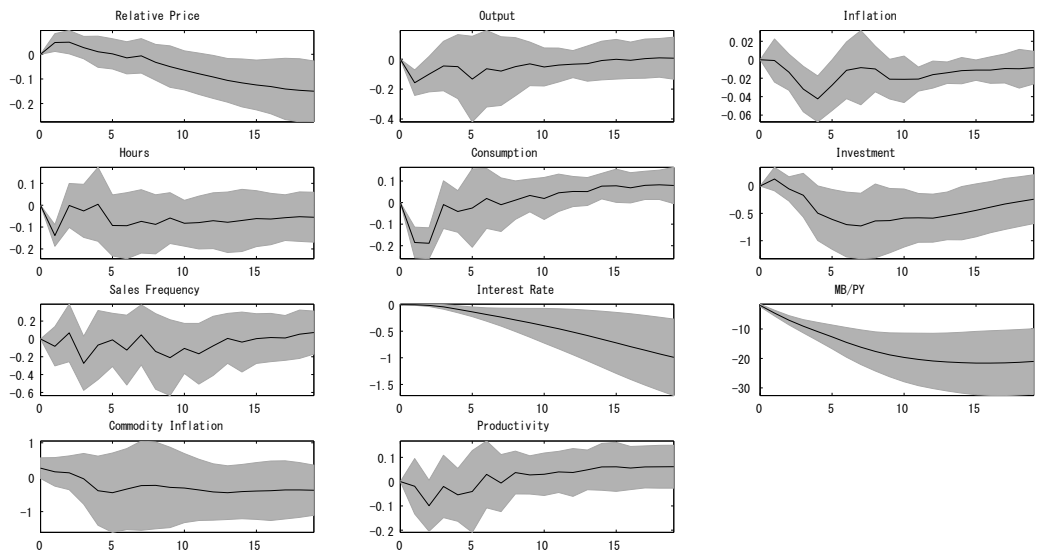 Relative Price
0
-0.1
-0.2
0 5 10 15
Output
0
-0.2
-0.4
0 5 10 15
Inflation
0.02
0
-0.02
-0.04
-0.06
0 5 10 15
Hours
0.1
0
-0.1
-0.2
0 5 10 15
Consumption
0.1
0
-0.1
-0.2
0 5 10 15
Investment
0
-0.5
-1
0 5 10 15
Sales Frequency
0.2
0
-0.2
-0.4
-0.6
0 5 10 15
Interest Rate
0
-0.5
-1
-1.5
0 5 10 15
MB/PY
-10
-20
-30
0 5 10 15
Commodity Inflation
1
0
-1
0 5 10 15
Productivity
0.1
0
-0.1
-0.2
0 5 10 15